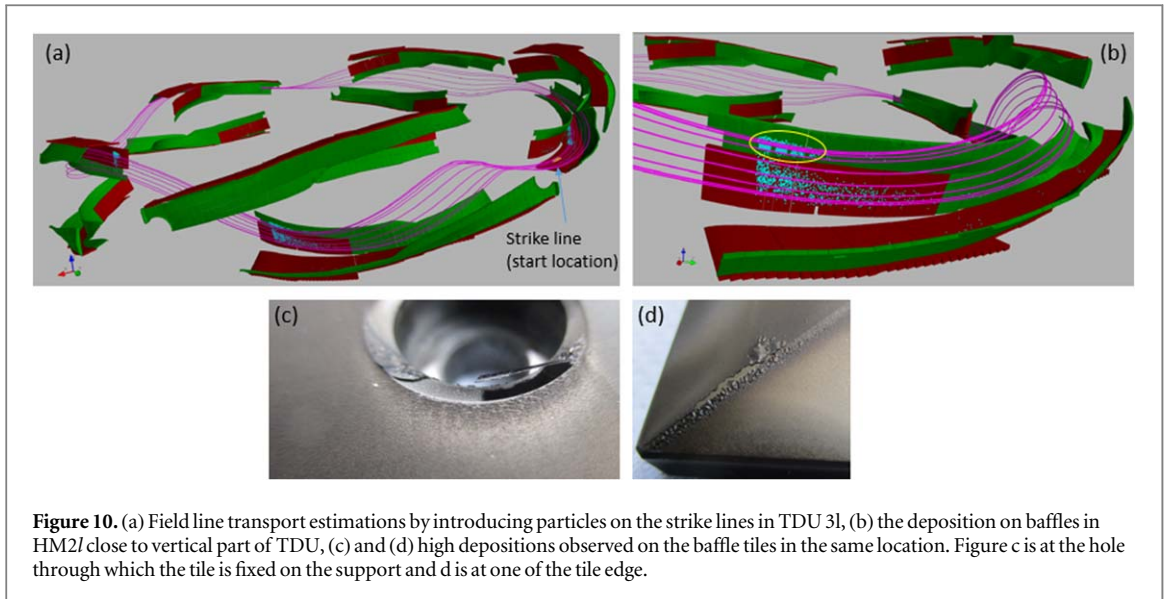 (a)
(b)
Strike line
(start location)
(c)
(d)
Figure 10. (a) Field line transport estimations by introducing particles on the strike lines in TDU 3l, (b) the deposition on baffles in
HM2l close to vertical part of TDU, (c) and (d) high depositions observed on the baffle tiles in the same location. Figure c is at the hole
through which the tile is fixed on the support and d is at one of the tile edge.